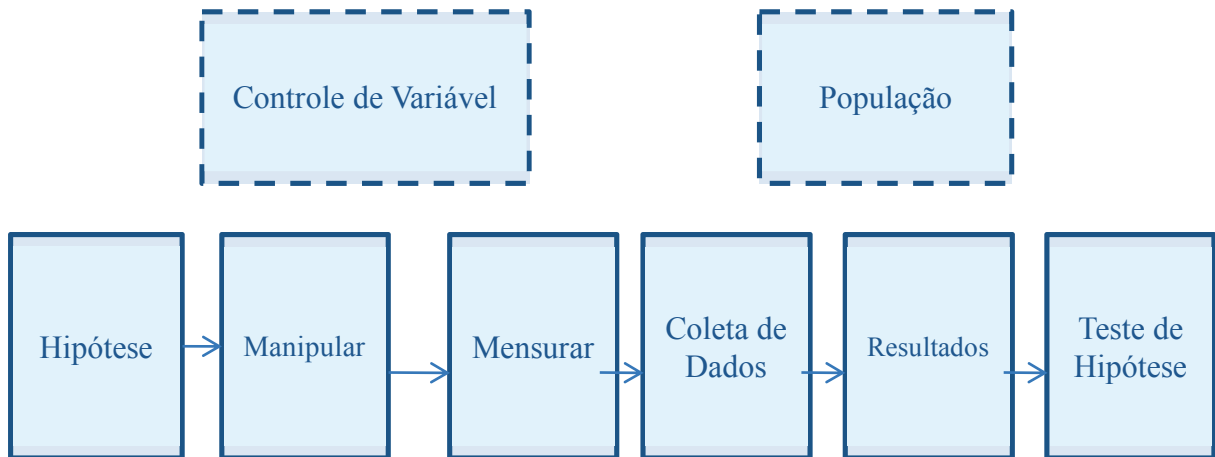 Controle de Variável
População
Hipótese
Manipular
Mensurar
Coleta de
Dados
Resultados
Teste de
Hipótese